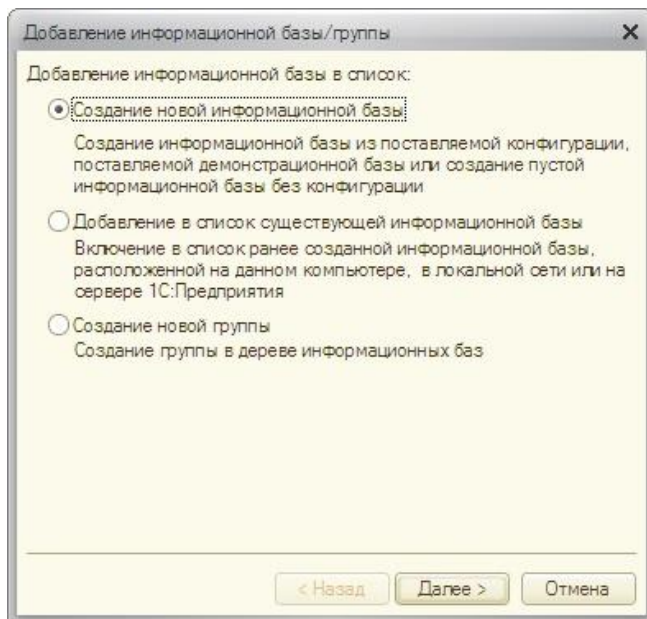 Добавление информационной базы/группы
Добавление информационной базы в список:
Создание новой информационной базы
Создание информационной базы из поставляемой конфигурации,
поставляемой демонстрационной базы или создание пустой
информационной базы без конфигурации
Добавление в список существующей информационной базы
Включение в список ранее созданной информационной базы,
расположенной на данном компьютере, в локальной сети или на
сервере 1С:Предприятия
Создание новой группы
Создание группы в дереве информационных баз
< Назад Далее > Отмена